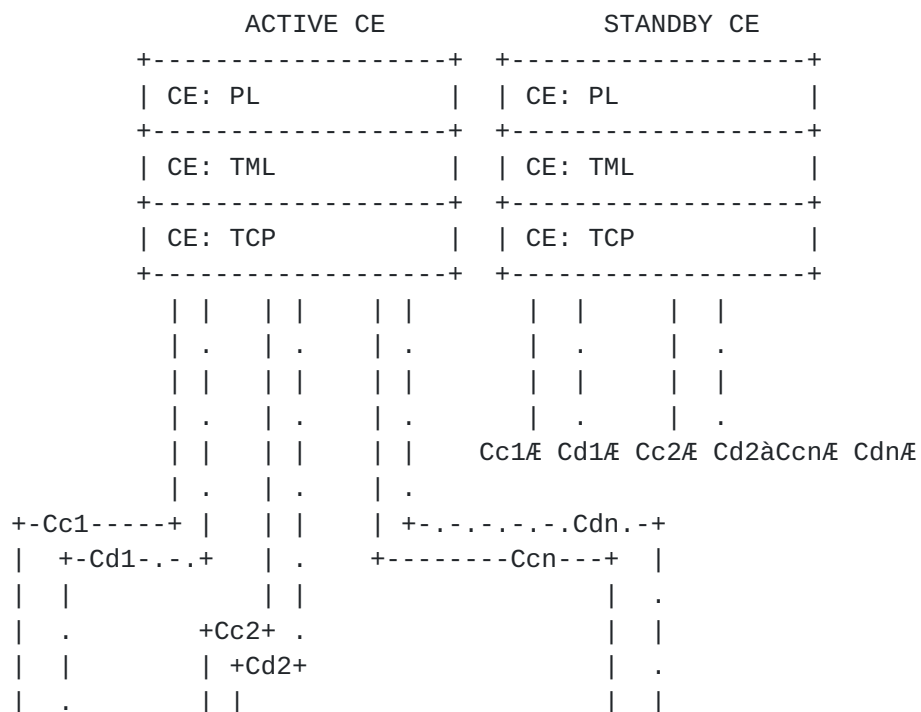 ACTIVE CE STANDBY CE
+-------------------+ +-------------------+
| CE: PL | | CE: PL |
+-------------------+ +-------------------+
| CE: TML | | CE: TML |
+-------------------+ +-------------------+
| CE: TCP | | CE: TCP |
+-------------------+ +-------------------+
| | | | | | | | | |
| . | . | . | . | .
| | | | | | | | | |
| . | . | . | . | .
| | | | | | Cc1Æ Cd1Æ Cc2Æ Cd2àCcnÆ CdnÆ
| . | . | .
+-Cc1-----+ | | | | +-.-.-.-.-.Cdn.-+
| +-Cd1-.-.+ | . +--------Ccn---+ |
| | | | | .
| . +Cc2+ . | |
| | | +Cd2+ | .
| . | | | |